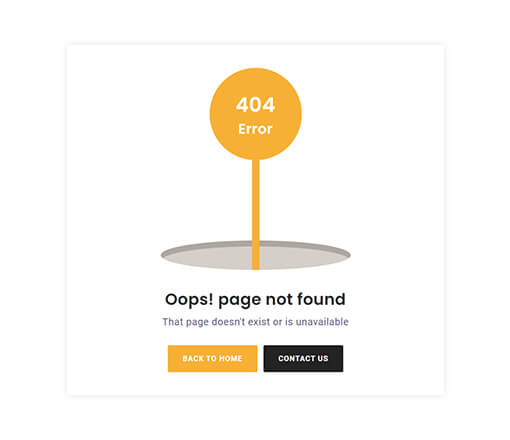 404
Error
Oops! page not found
That page doesn't exist or is unavailable
BACK TO HOME
CONTACT US